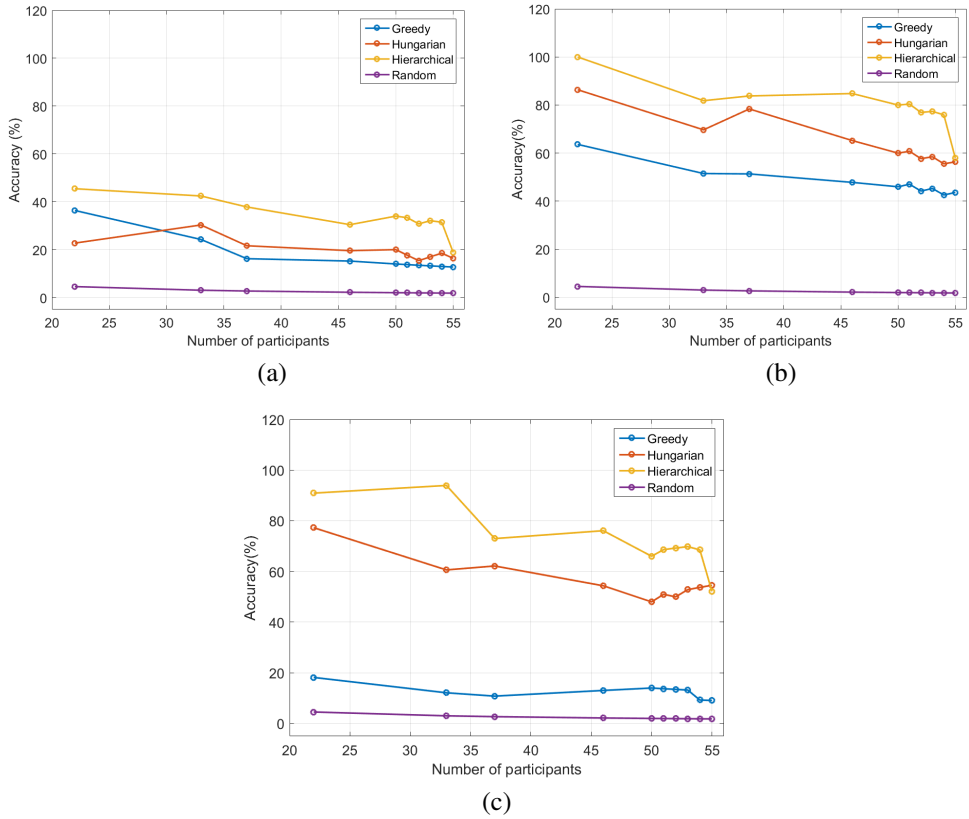 120
100
80
60
40
20
0
Accuracy (%)
20 25 30 35 40 45 50 55
Number of participants
Greedy
Hungarian
Hierarchical
Random
(a)
120
100
80
60
40
20
0
Accuracy(%)
20 25 30 35 40 45 50 55
Number of participants
Greedy
Hungarian
Hierarchical
Random
(b)
120
100
80
60
40
20
0
Accuracy(%)
20 25 30 35 40 45 50 55
Number of participants
Greedy
Hungarian
Hierarchical
Random
(c)